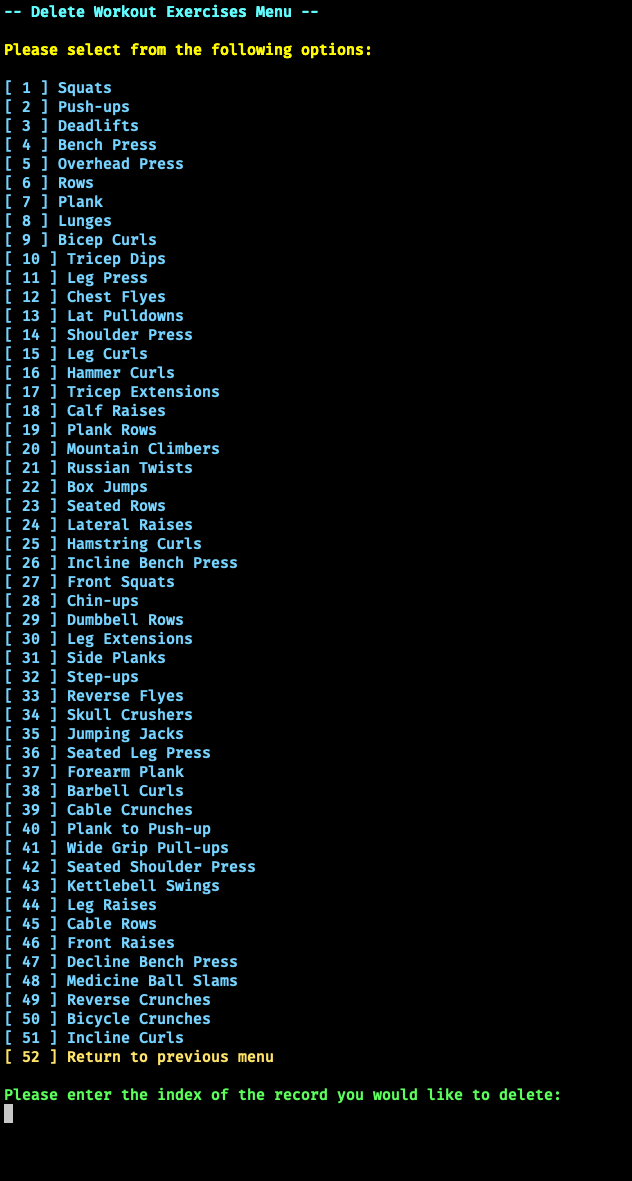 -- Delete Workout Exercises Menu --
Please select from the following options:
[ 1 ] Squats
[ 2 ] Push-ups
[ 3 ] Deadlifts
[ 4 ] Bench Press
[ 5 ] Overhead Press
[ 6 ] Rows
[ 7 ] Plank
[ 8 ] Lunges
[ 9 ] Bicep Curls
[ 10 ] Tricep Dips
[ 11 ] Leg Press
[ 12 ] Chest Flyes
[ 13 ] Lat Pulldowns
[ 14 ] Shoulder Press
[ 15 ] Leg Curls
[ 16 ] Hammer Curls
[ 17 ] Tricep Extensions
[ 18 ] Calf Raises
[ 19 ] Plank Rows
[ 20 ] Mountain Climbers
[ 21 ] Russian Twists
[ 22 ] Box Jumps
[ 23 ] Seated Rows
[ 24 ] Lateral Raises
[ 25 ] Hamstring Curls
[ 26 ] Incline Bench Press
[ 27 ] Front Squats
[ 28 ] Chin-ups
[ 29 ] Dumbbell Rows
[ 30 ] Leg Extensions
[ 31 ] Side Planks
[ 32 ] Step-ups
[ 33 ] Reverse Flyes
[ 34 ] Skull Crushers
[ 35 ] Jumping Jacks
[ 36 ] Seated Leg Press
[ 37 ] Forearm Plank
[ 38 ] Barbell Curls
[ 39 ] Cable Crunches
[ 40 ] Plank to Push-up
[ 41 ] Wide Grip Pull-ups
[ 42 ] Seated Shoulder Press
[ 43 ] Kettlebell Swings
[ 44 ] Leg Raises
[ 45 ] Cable Rows
[ 46 ] Front Raises
[ 47 ] Decline Bench Press
[ 48 ] Medicine Ball Slams
[ 49 ] Reverse Crunches
[ 50 ] Bicycle Crunches
[ 51 ] Incline Curls
[ 52 ] Return to previous menu
Please enter the index of the record you would like to delete: